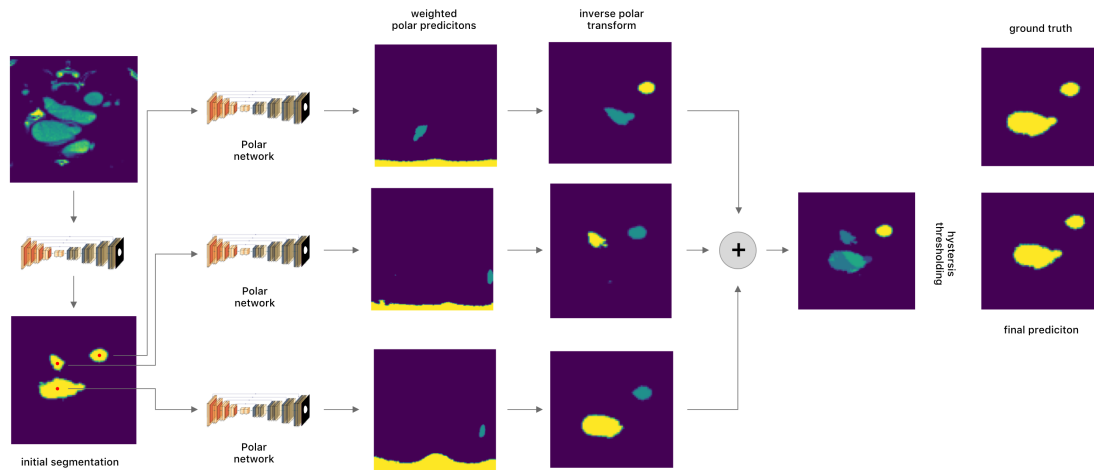 weighted
polar predicitons
inverse polar
transform
ground truth
Polar
network
Polar
network
+
hystersis
thresholding
final prediciton
Polar
network
initial segmentation